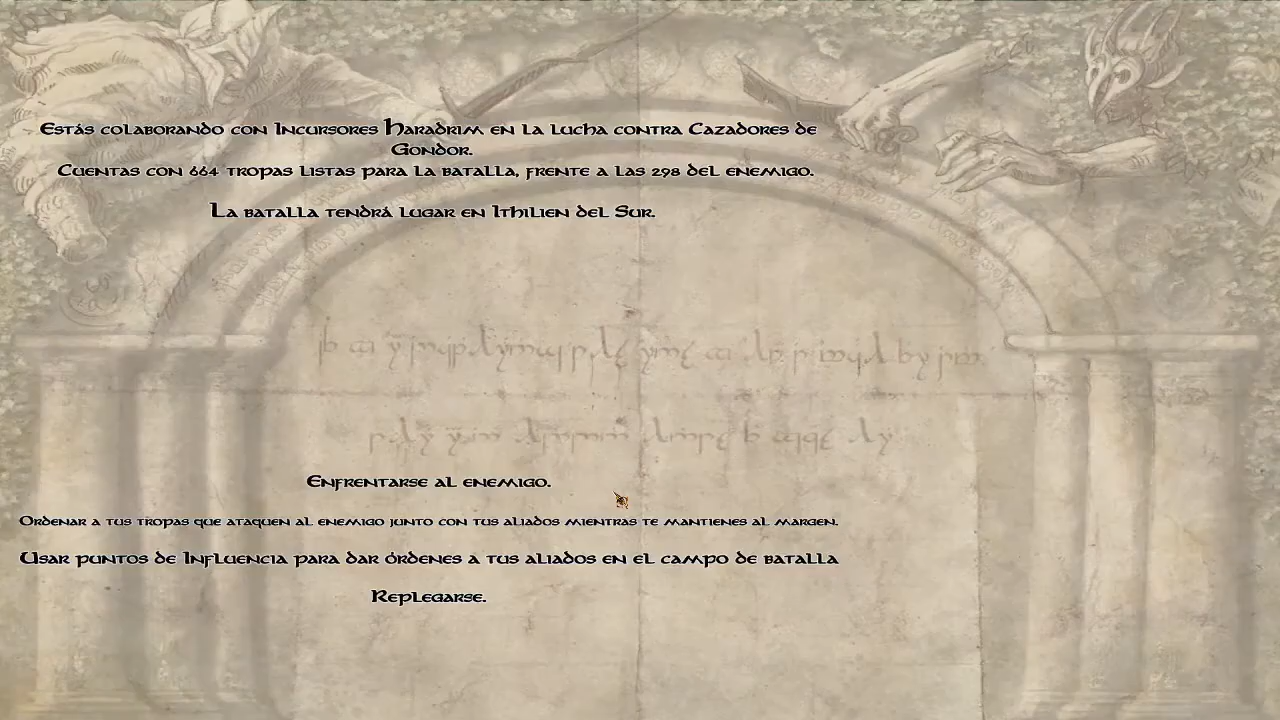 Estás colaborando con Incursores Haradrim en la lucha contra Cazadores de
Gondor.
Cuentas con 664 tropas listas para la batalla, frente a las 298 del enemigo.
La batalla tendrá lugar en Ithilien del Sur.
Enfrentarse al enemigo.
Ordenar a tus tropas que ataquen al enemigo junto con tus aliados mientras te mantienes al margen.
Usar puntos de Influencia para dar órdenes a tus aliados en el campo de batalla
Replegarse.